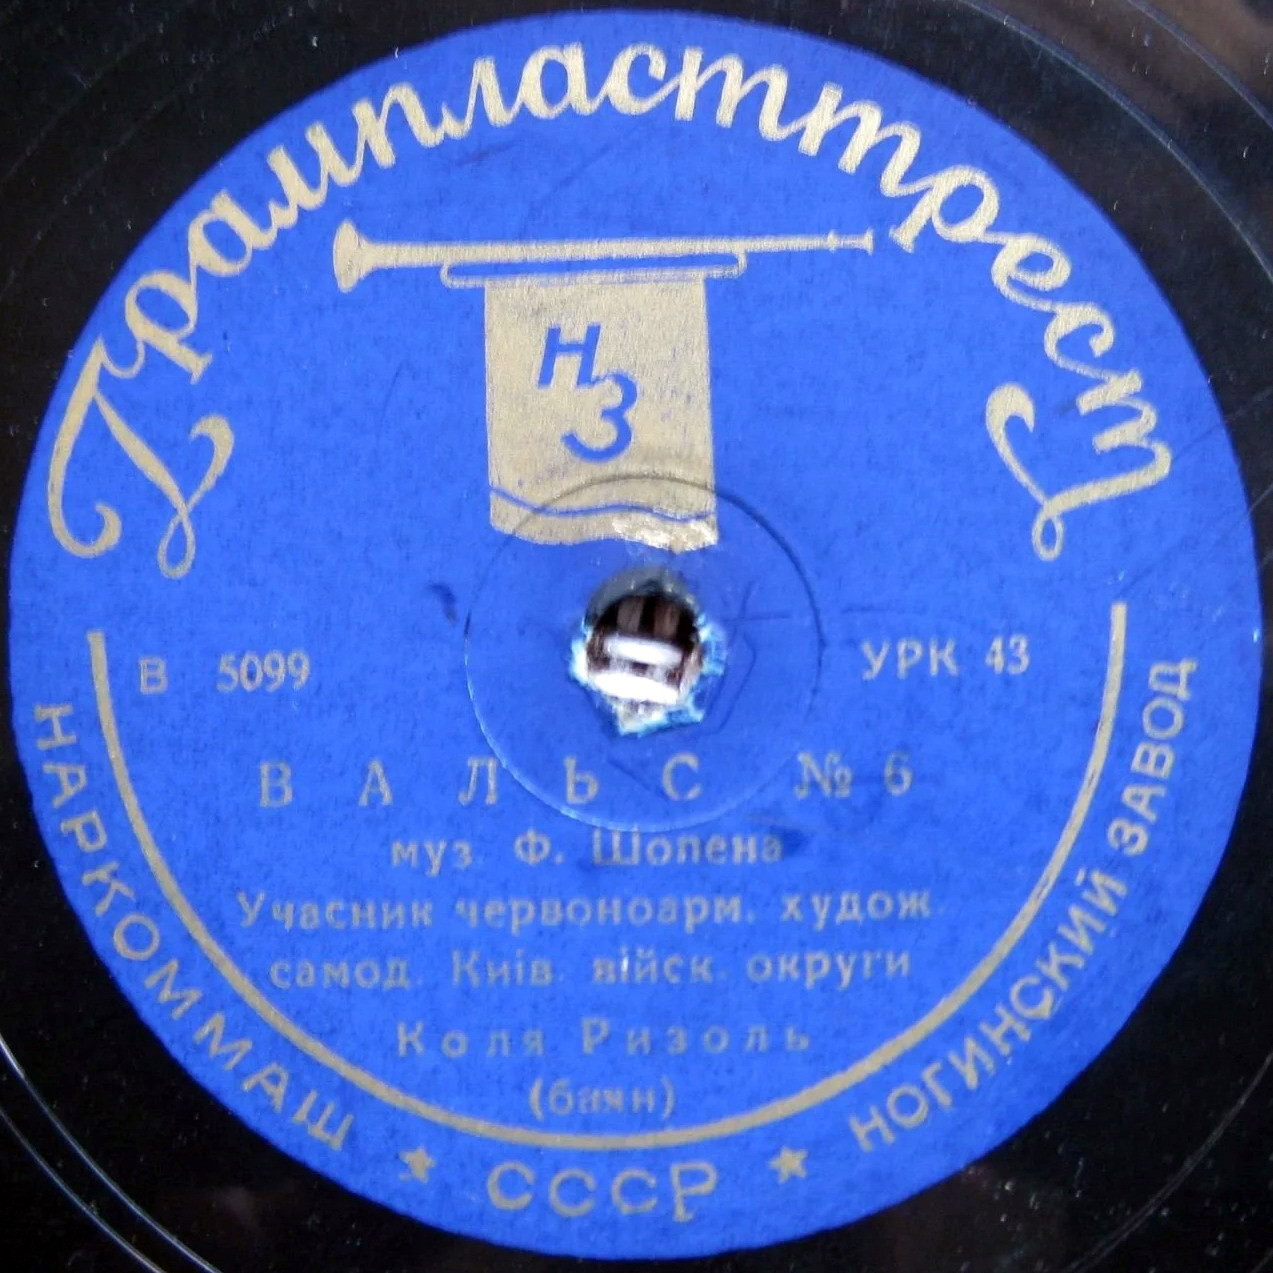 Грампласттрест
НЗ
В 5099
УРК 43
ВАЛЬС № 6
муз. Ф. Шопена
Учасник червоноарм. худож.
самод. Київ. війск. округи
Коля Ризоль
(баян)
НАРКОММАШ ★ СССР ★ НОГИНСКИЙ ЗАВОД